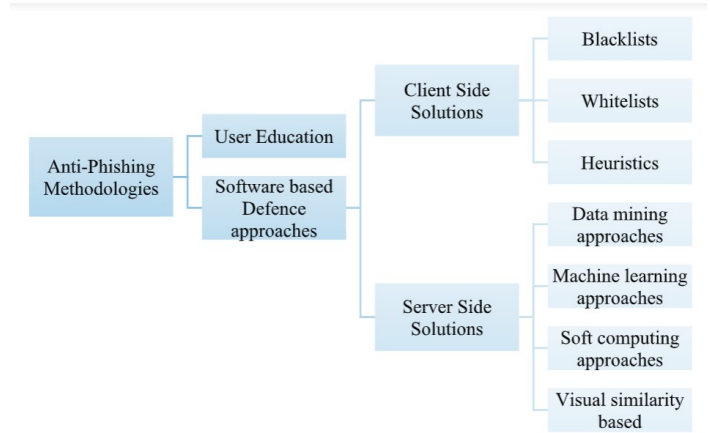 Anti-Phishing
Methodologies
User Education
Software based
Defence
approaches
Client Side
Solutions
Server Side
Solutions
Blacklists
Whitelists
Heuristics
Data mining
approaches
Machine learning
approaches
Soft computing
approaches
Visual similarity
based